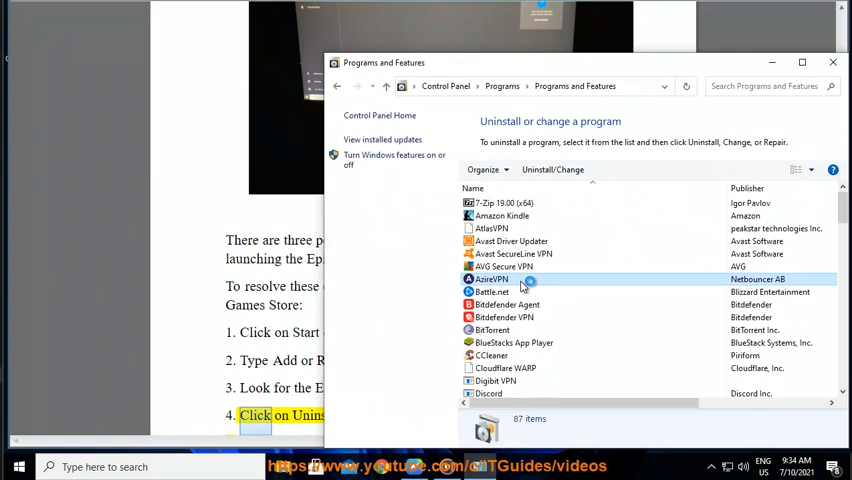 Programs and Features
Control Panel > Programs > Programs and Features
Search Programs and Features
Control Panel Home
View installed updates
Turn Windows features on or off
Uninstall or change a program
To uninstall a program, select it from the list and then click Uninstall, Change, or Repair.
Organize
Uninstall/Change
Name Publisher
7-Zip 19.00 (x64) Igor Pavlov
Amazon Kindle Amazon
AtlasVPN peakstar technologies Inc.
Avast Driver Updater Avast Software
Avast SecureLine VPN Avast Software
AVG Secure VPN AVG
AzireVPN Netbouncer AB
Battle.net Blizzard Entertainment
Bitdefender Agent Bitdefender
Bitdefender VPN Bitdefender
BitTorrent BitTorrent Inc.
BlueStacks App Player BlueStack Systems, Inc.
CCleaner Piriform
Cloudflare WARP Cloudflare, Inc.
Digibit VPN
Discord Discord Inc.
87 items
There are three p
launching the Epi
To resolve these
Games Store:
1. Click on Start
2. Type Add or R
3. Look for the E
4. Click on Unins
Type here to search
https://www.youtube.com/c/ITGuides/videos
ENG
US
9:34 AM
7/10/2021
8